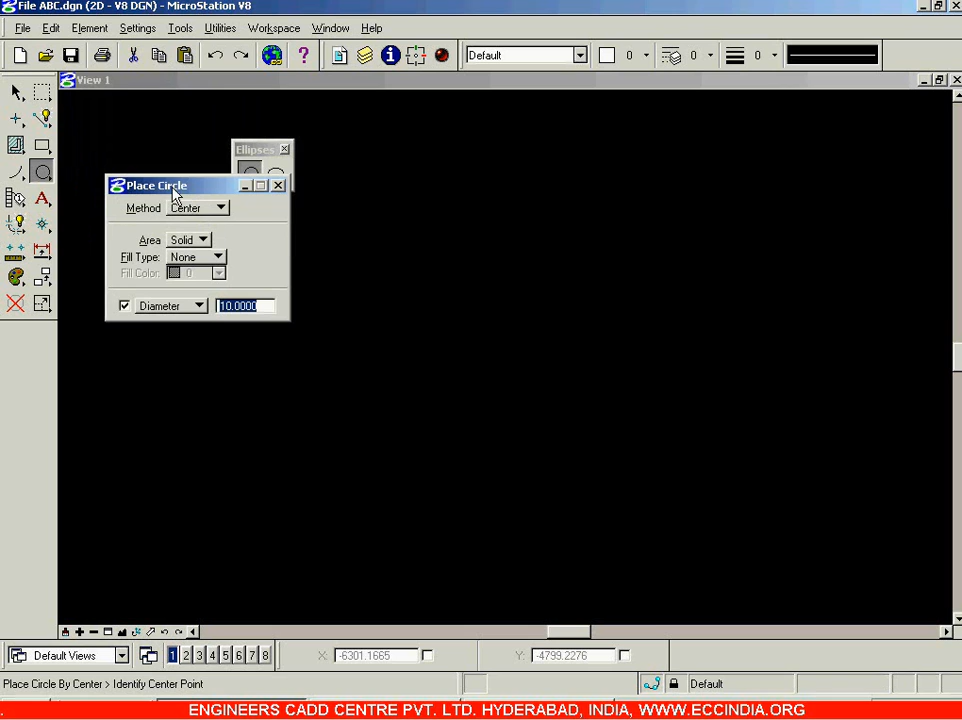 File ABC.dgn (2D - V8 DGN) - MicroStation V8
File Edit Element Settings Tools Utilities Workspace Window Help
Default 0 0 0
View 1
Ellipses
Place Circle
Method Center
Area Solid
Fill Type: None
Fill Color: 0
Diameter 10.0000
Default Views 1 2 3 4 5 6 7 8 X: -6301.1665 Y: -4799.2276
Place Circle By Center > Identify Center Point Default
. ENGINEERS CADD CENTRE PVT. LTD. HYDERABAD, INDIA, WWW.ECCINDIA.ORG